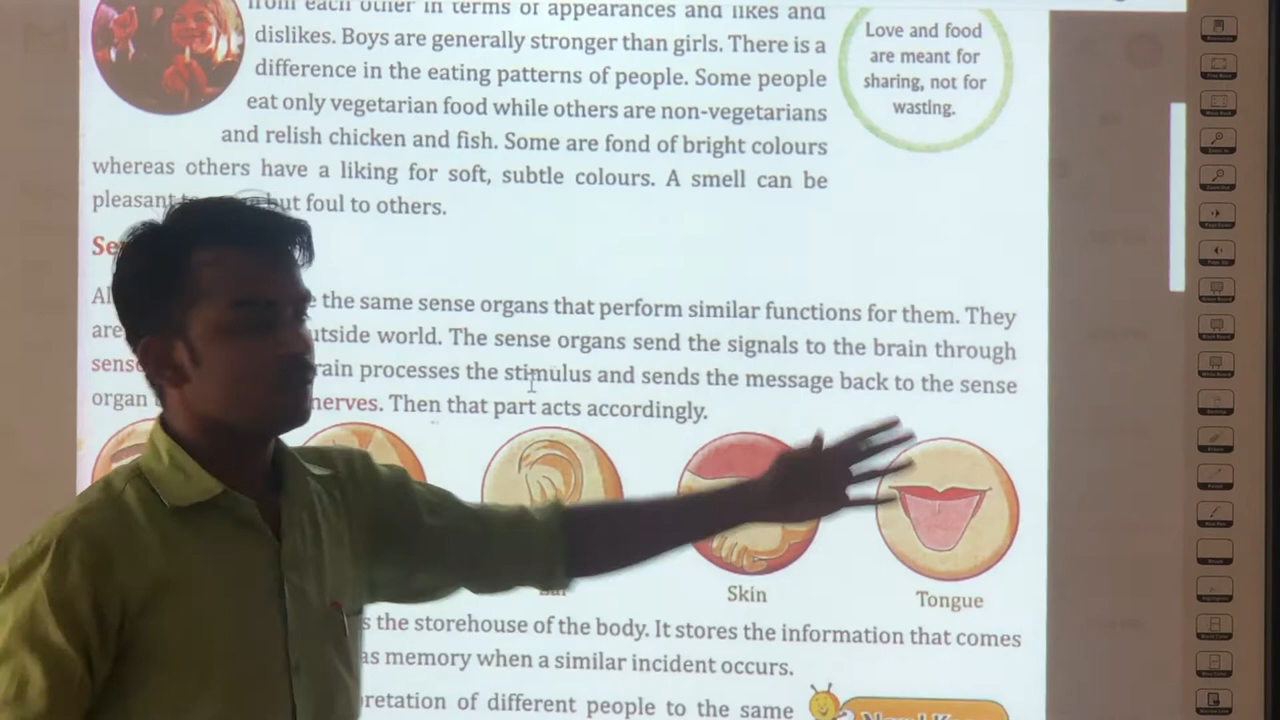 from each other in terms of appearances and likes and
dislikes. Boys are generally stronger than girls. There is a
difference in the eating patterns of people. Some people
eat only vegetarian food while others are non-vegetarians
and relish chicken and fish. Some are fond of bright colours
whereas others have a liking for soft, subtle colours. A smell can be
pleasant but foul to others.
Love and food
are meant for
sharing, not for
wasting.
the same sense organs that perform similar functions for them. They
are outside world. The sense organs send the signals to the brain through
brain processes the stimulus and sends the message back to the sense
organ nerves. Then that part acts accordingly.
Skin
Tongue
the storehouse of the body. It stores the information that comes
as memory when a similar incident occurs.
of different people to the same